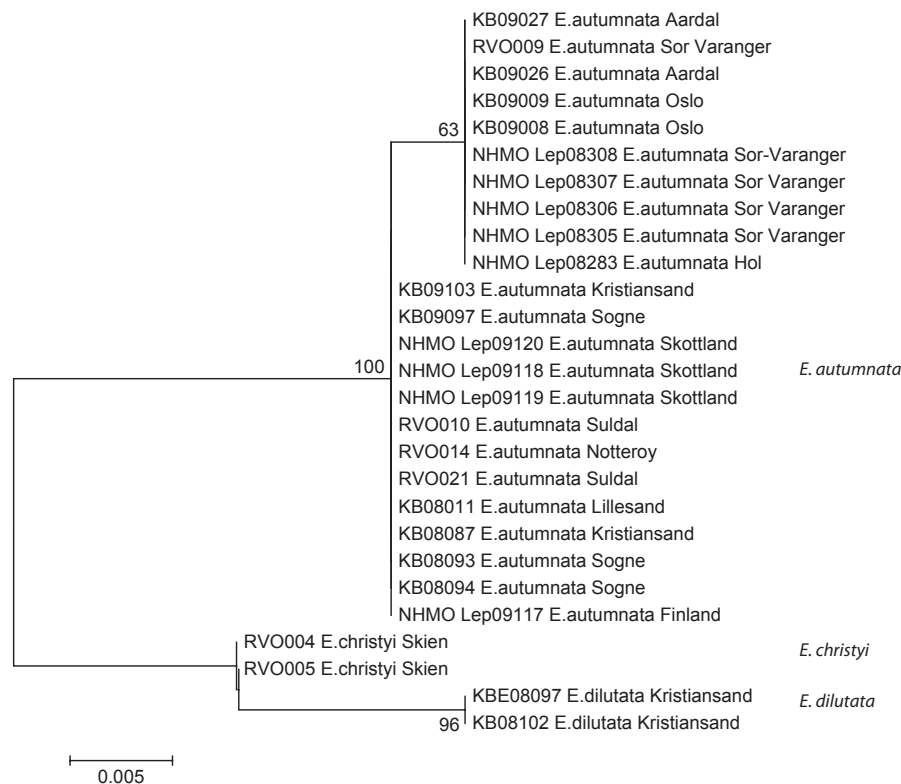 KB09027 E.autumnata Aardal
RVO009 E.autumnata Sor Varanger
KB09026 E.autumnata Aardal
KB09009 E.autumnata Oslo
63
KB09008 E.autumnata Oslo
NHMO Lep08308 E.autumnata Sor-Varanger
NHMO Lep08307 E.autumnata Sor Varanger
NHMO Lep08306 E.autumnata Sor Varanger
NHMO Lep08305 E.autumnata Sor Varanger
NHMO Lep08283 E.autumnata Hol
KB09103 E.autumnata Kristiansand
KB09097 E.autumnata Sogne
NHMO Lep09120 E.autumnata Skottland
100
NHMO Lep09118 E.autumnata Skottland
E. autumnata
NHMO Lep09119 E.autumnata Skottland
RVO010 E.autumnata Suldal
RVO014 E.autumnata Notteroy
RVO021 E.autumnata Suldal
KB08011 E.autumnata Lillesand
KB08087 E.autumnata Kristiansand
KB08093 E.autumnata Sogne
KB08094 E.autumnata Sogne
NHMO Lep09117 E.autumnata Finland
RVO004 E.christyi Skien
E. christyi
RVO005 E.christyi Skien
KBE08097 E.dilutata Kristiansand
E. dilutata
96
KB08102 E.dilutata Kristiansand
0.005